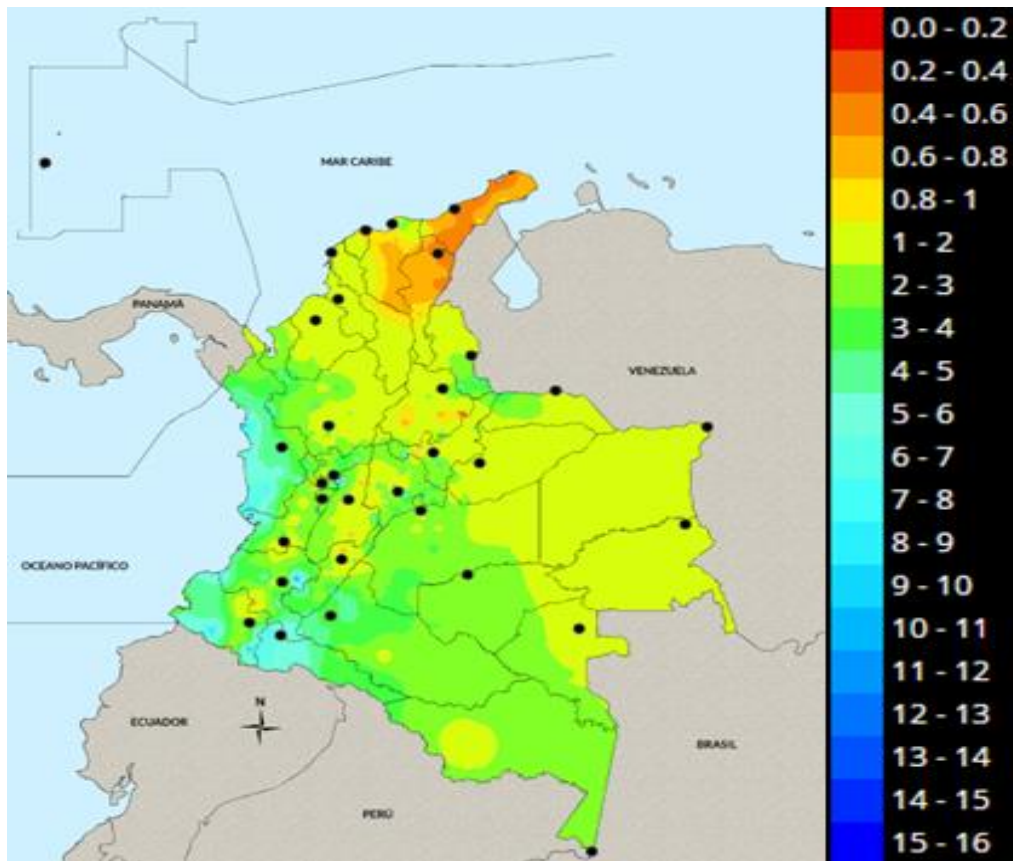 MAR CARIBE
PANAMÁ
VENEZUELA
OCEANO PACÍFICO
ECUADOR
N
BRASIL
PERÚ
0.0 - 0.2
0.2 - 0.4
0.4 - 0.6
0.6 - 0.8
0.8 - 1
1 - 2
2 - 3
3 - 4
4 - 5
5 - 6
6 - 7
7 - 8
8 - 9
9 - 10
10 - 11
11 - 12
12 - 13
13 - 14
14 - 15
15 - 16